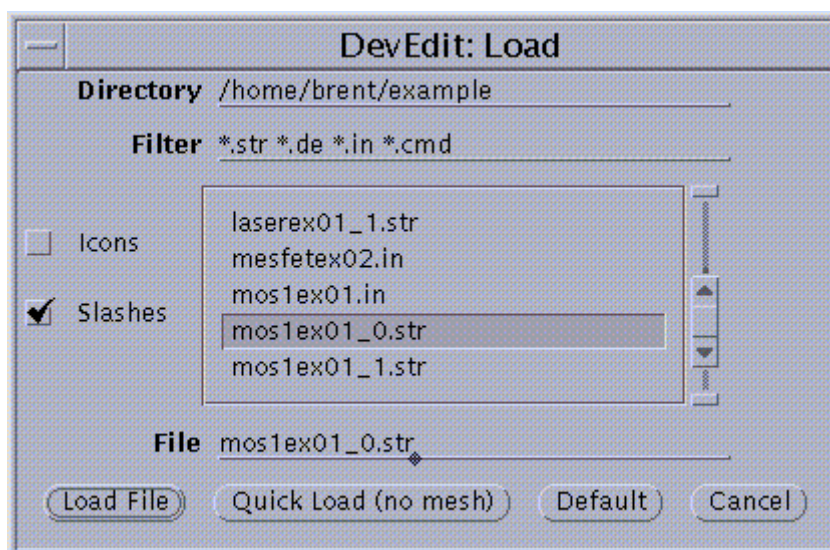 DevEdit: Load
Directory /home/brent/example
Filter *.str *.de *.in *.cmd
laserex01_1.str
Icons
mesfetex02.in
mos1ex01.in
Slashes
mos1ex01_0.str
mos1ex01_1.str
File mos1ex01_0.str
Load File Quick Load (no mesh) Default Cancel